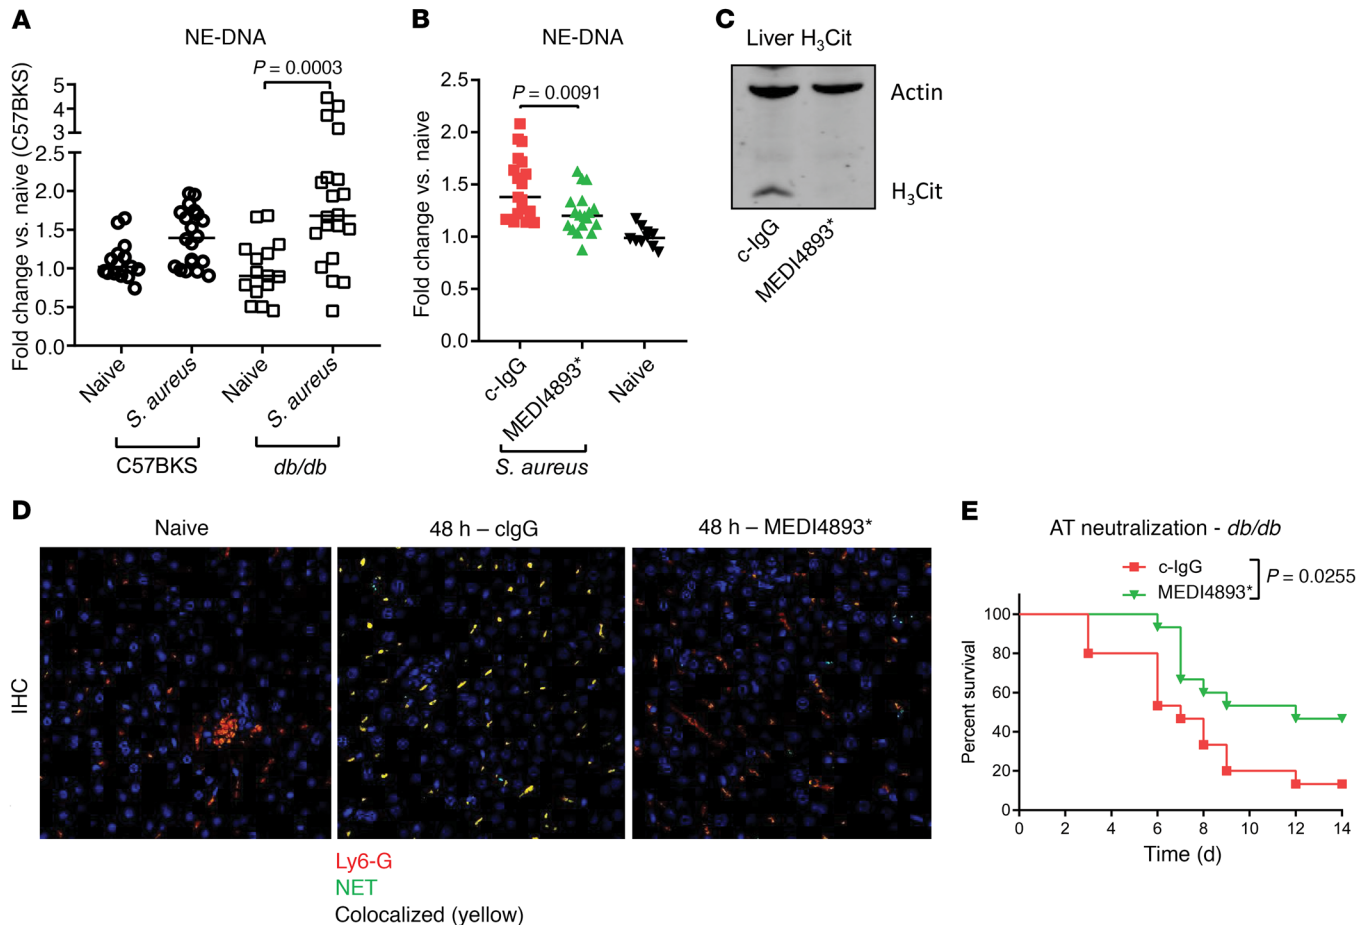 A
NE-DNA
P = 0.0003
Fold change vs. naive (C57BKS)
5
4
3
2.5
2.0
1.5
1.0
0.5
0.0
Naive
S. aureus
Naive
S. aureus
C57BKS
db/db
B
NE-DNA
P = 0.0091
Fold change vs. naive
2.5
2.0
1.5
1.0
0.5
0.0
c-IgG
MEDI4893*
Naive
S. aureus
C
Liver H₃Cit
Actin
H₃Cit
c-IgG
MEDI4893*
D
Naive
48 h – cIgG
48 h – MEDI4893*
IHC
Ly6-G
NET
Colocalized (yellow)
E
AT neutralization - db/db
c-IgG
MEDI4893*
P = 0.0255
Percent survival
100
80
60
40
20
0
0 2 4 6 8 10 12 14
Time (d)